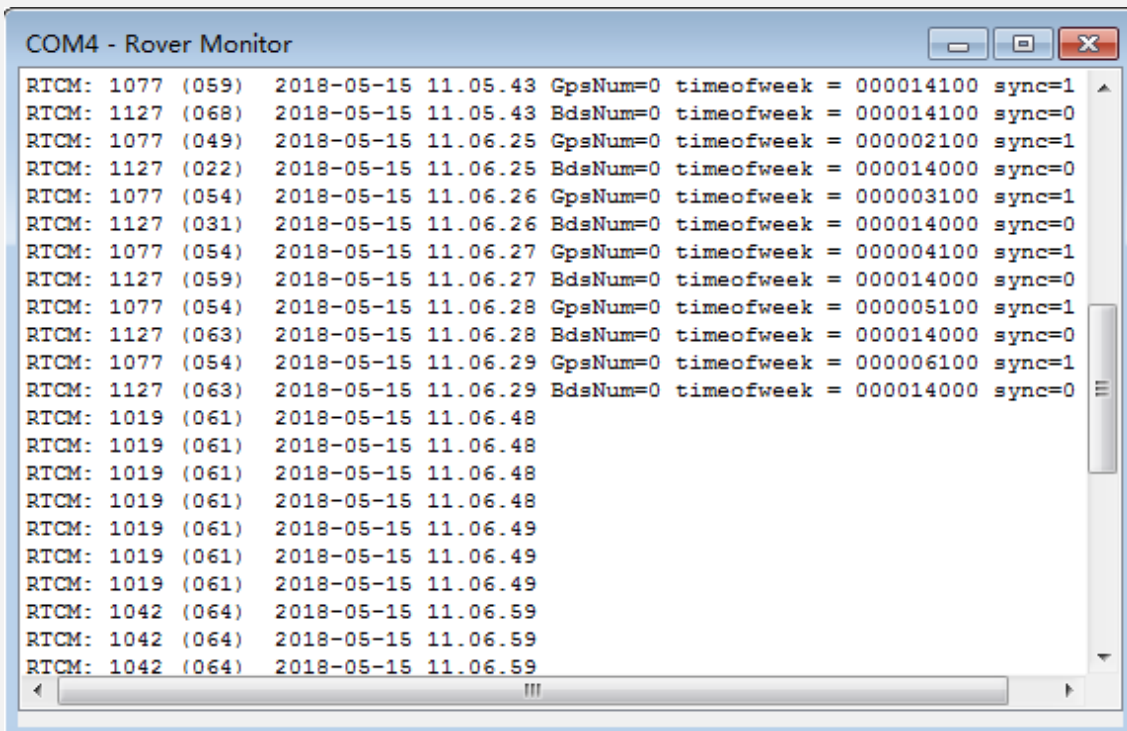 COM4 - Rover Monitor
RTCM: 1077 (059)  2018-05-15 11.05.43 GpsNum=0 timeofweek = 000014100 sync=1
RTCM: 1127 (068)  2018-05-15 11.05.43 BdsNum=0 timeofweek = 000014100 sync=0
RTCM: 1077 (049)  2018-05-15 11.06.25 GpsNum=0 timeofweek = 000002100 sync=1
RTCM: 1127 (022)  2018-05-15 11.06.25 BdsNum=0 timeofweek = 000014000 sync=0
RTCM: 1077 (054)  2018-05-15 11.06.26 GpsNum=0 timeofweek = 000003100 sync=1
RTCM: 1127 (031)  2018-05-15 11.06.26 BdsNum=0 timeofweek = 000014000 sync=0
RTCM: 1077 (054)  2018-05-15 11.06.27 GpsNum=0 timeofweek = 000004100 sync=1
RTCM: 1127 (059)  2018-05-15 11.06.27 BdsNum=0 timeofweek = 000014000 sync=0
RTCM: 1077 (054)  2018-05-15 11.06.28 GpsNum=0 timeofweek = 000005100 sync=1
RTCM: 1127 (063)  2018-05-15 11.06.28 BdsNum=0 timeofweek = 000014000 sync=0
RTCM: 1077 (054)  2018-05-15 11.06.29 GpsNum=0 timeofweek = 000006100 sync=1
RTCM: 1127 (063)  2018-05-15 11.06.29 BdsNum=0 timeofweek = 000014000 sync=0
RTCM: 1019 (061)  2018-05-15 11.06.48
RTCM: 1019 (061)  2018-05-15 11.06.48
RTCM: 1019 (061)  2018-05-15 11.06.48
RTCM: 1019 (061)  2018-05-15 11.06.48
RTCM: 1019 (061)  2018-05-15 11.06.49
RTCM: 1019 (061)  2018-05-15 11.06.49
RTCM: 1019 (061)  2018-05-15 11.06.49
RTCM: 1042 (064)  2018-05-15 11.06.59
RTCM: 1042 (064)  2018-05-15 11.06.59
RTCM: 1042 (064)  2018-05-15 11.06.59